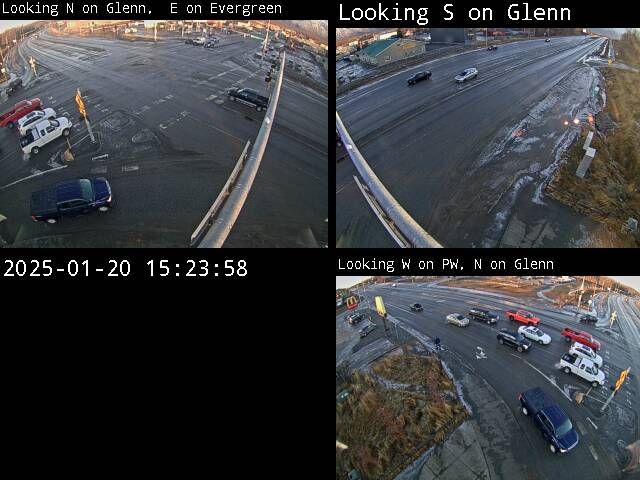 Looking N on Glenn,  E on Evergreen
Looking S on Glenn
2025-01-20 15:23:58
Looking W on PW, N on Glenn